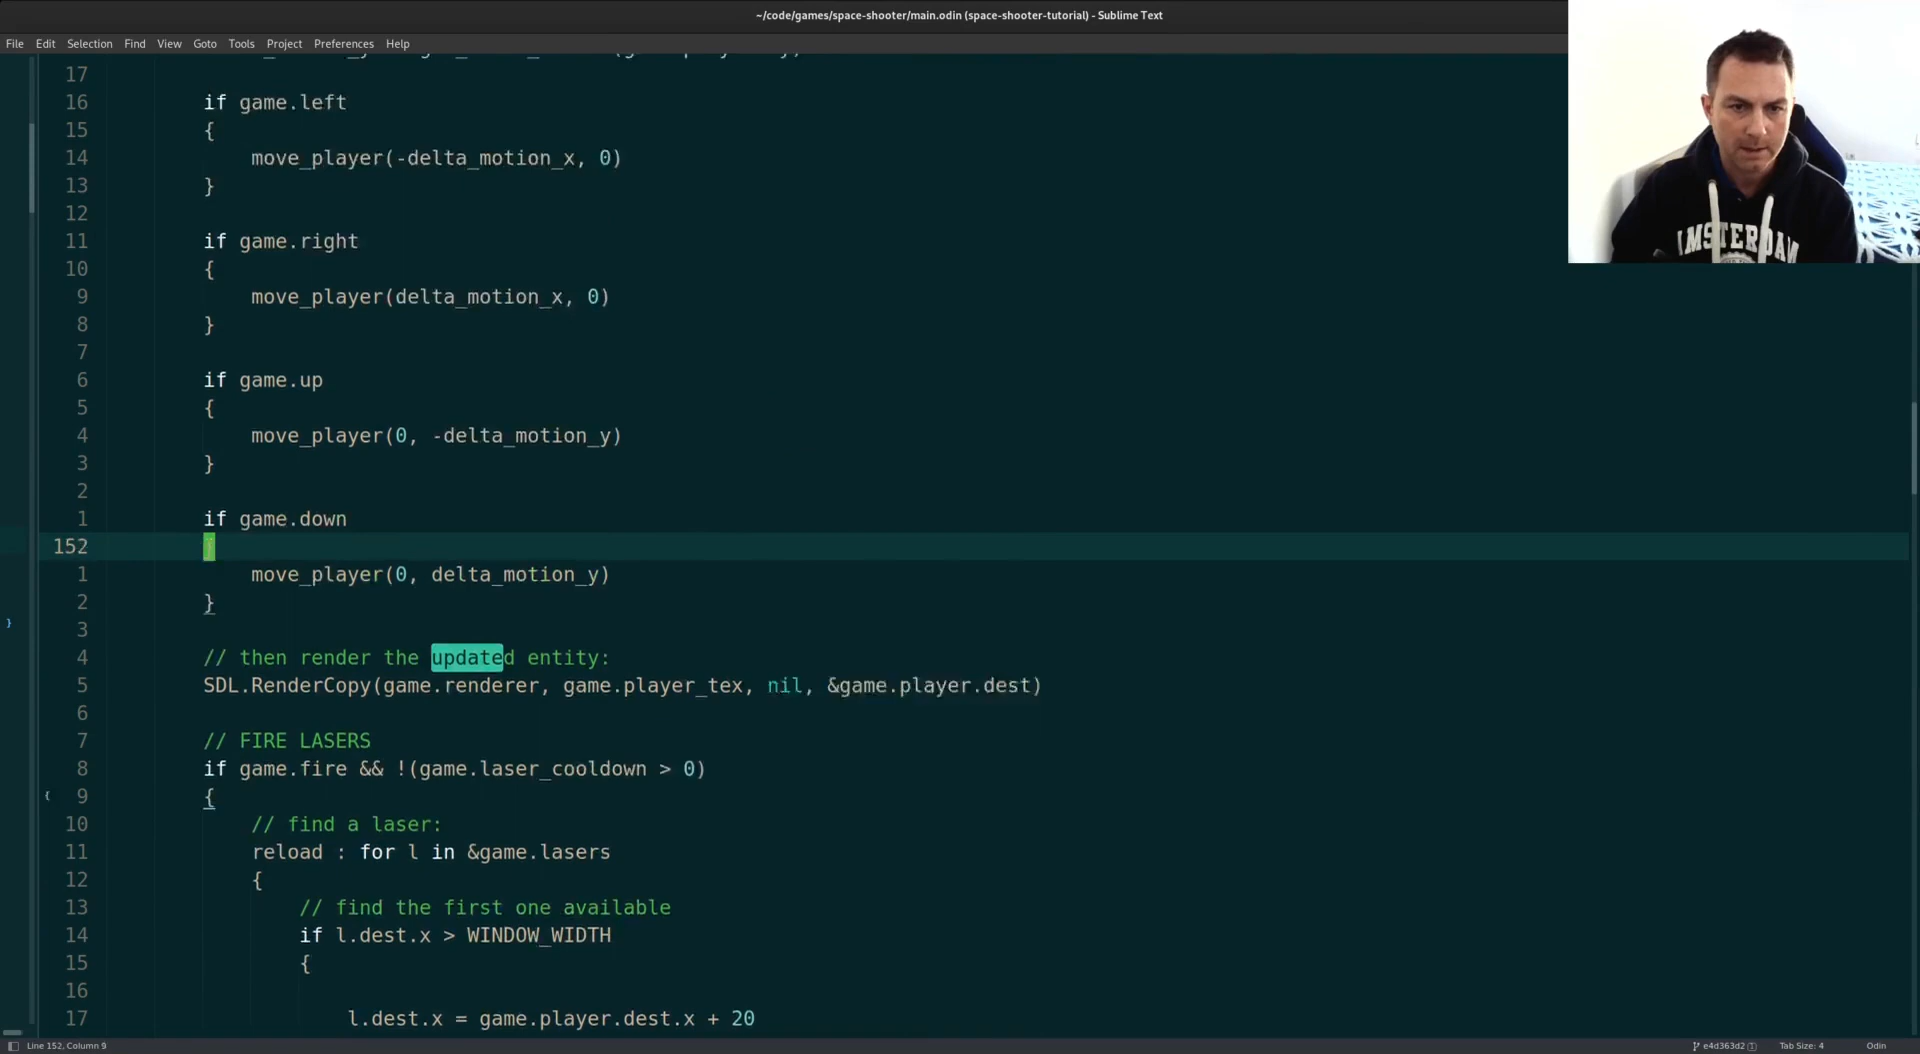 ~/code/games/space-shooter/main.odin (space-shooter-tutorial) - Sublime Text
File Edit Selection Find View Goto Tools Project Preferences Help
17
16 if game.left
15 {
14 move_player(-delta_motion_x, 0)
13 }
12
11 if game.right
10 {
9 move_player(delta_motion_x, 0)
8 }
7
6 if game.up
5 {
4 move_player(0, -delta_motion_y)
3 }
2
1 if game.down
152 {
1 move_player(0, delta_motion_y)
2 }
3
4 // then render the updated entity:
5 SDL.RenderCopy(game.renderer, game.player_tex, nil, &game.player.dest)
6
7 // FIRE LASERS
8 if game.fire && !(game.laser_cooldown > 0)
9 {
10 // find a laser:
11 reload : for l in &game.lasers
12 {
13 // find the first one available
14 if l.dest.x > WINDOW_WIDTH
15 {
16
17 l.dest.x = game.player.dest.x + 20
Line 152, Column 9
e4d363d2 (1) Tab Size: 4 Odin